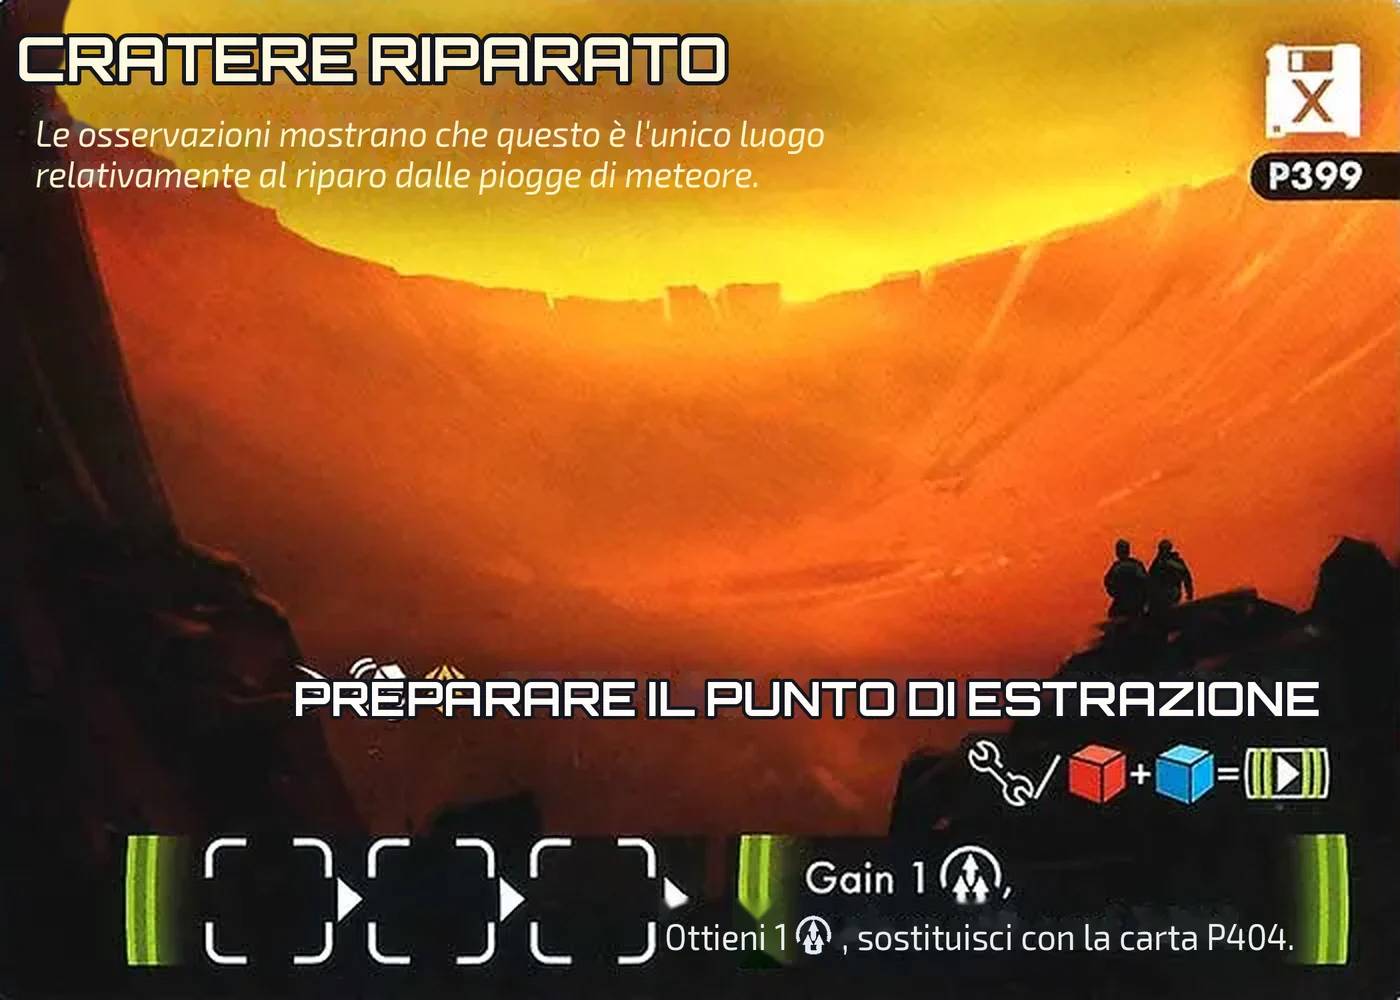 CRATERE RIPARATO
Le osservazioni mostrano che questo è l'unico luogo
relativamente al riparo dalle piogge di meteore.
X
P399
PREPARARE IL PUNTO DI ESTRAZIONE
/ + =
Gain 1 ,
Ottieni 1 , sostituisci con la carta P404.